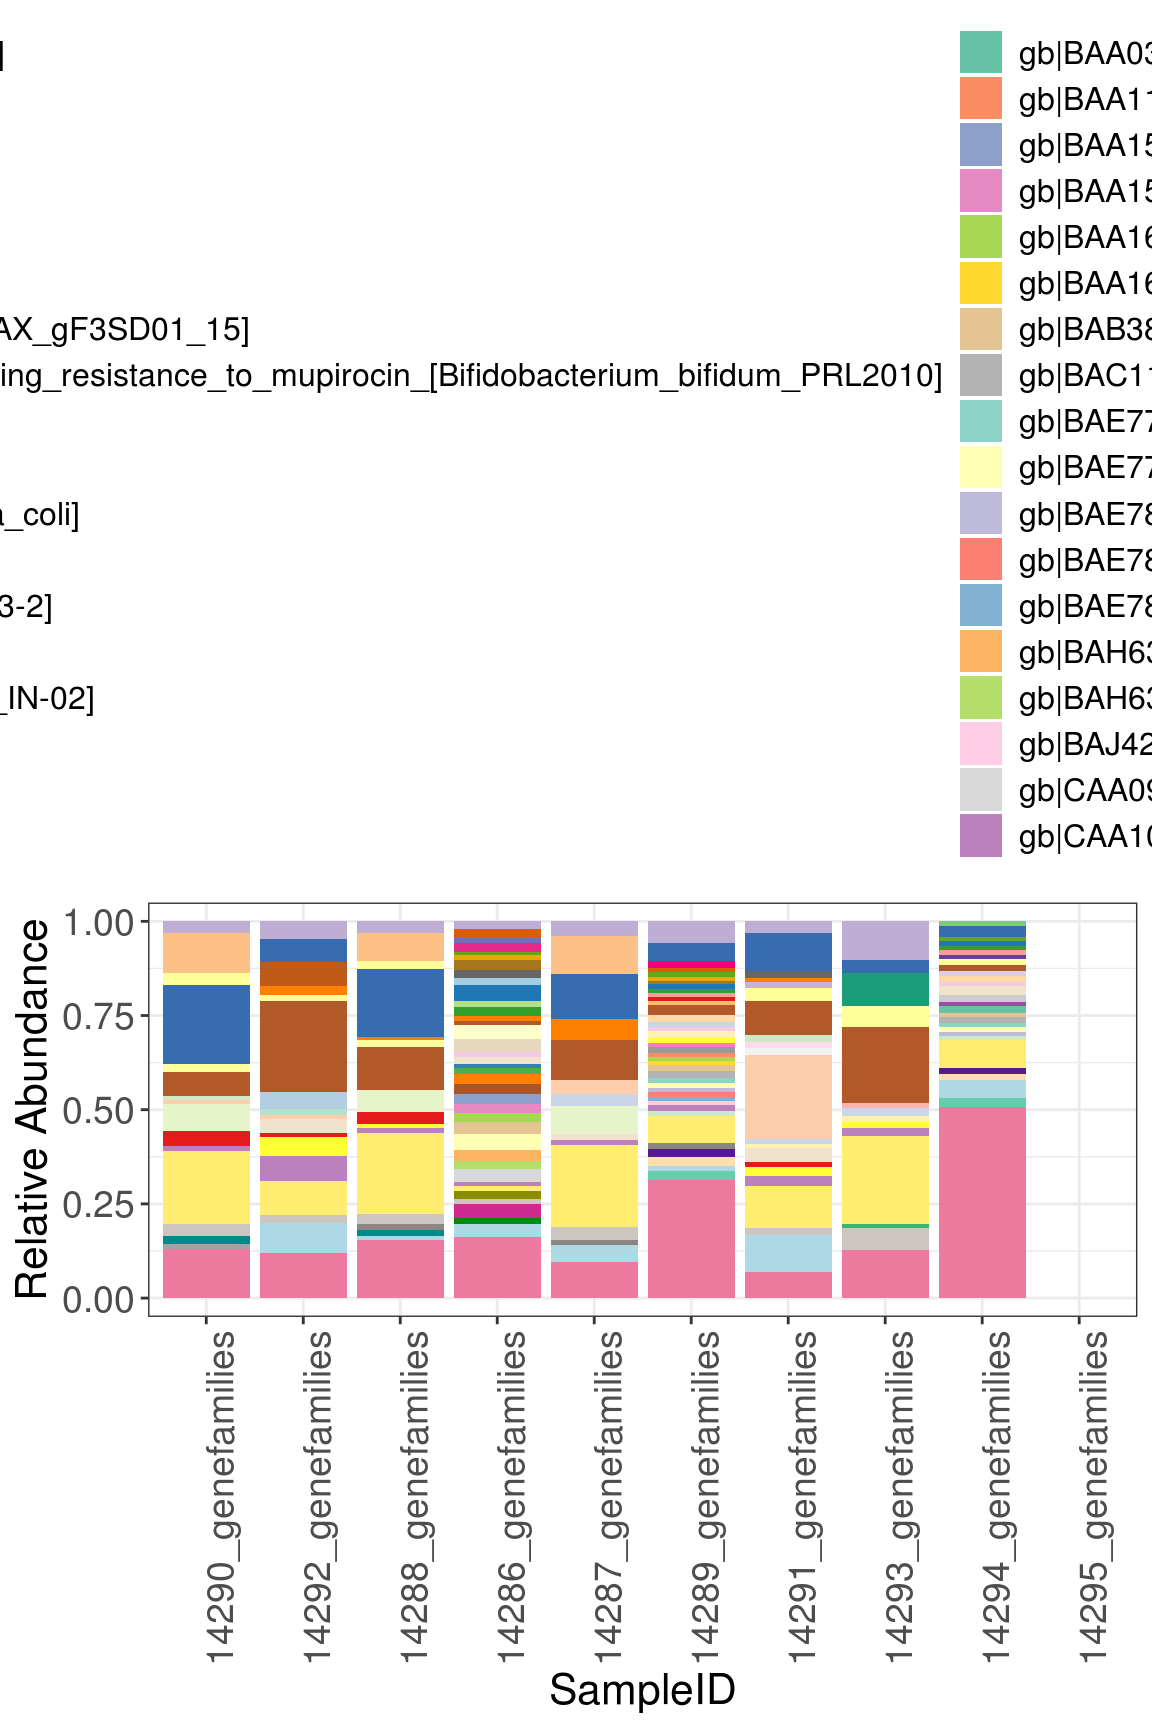 ]
AX_gF3SD01_15]
ing_resistance_to_mupirocin_[Bifidobacterium_bifidum_PRL2010]
a_coli]
3-2]
_IN-02]
gb|BAA03
gb|BAA11
gb|BAA15
gb|BAA15
gb|BAA16
gb|BAA16
gb|BAB38
gb|BAC11
gb|BAE77
gb|BAE77
gb|BAE78
gb|BAE78
gb|BAE78
gb|BAH63
gb|BAH63
gb|BAJ42
gb|CAA09
gb|CAA10
Relative Abundance
1.00
0.75
0.50
0.25
0.00
14290_genefamilies
14292_genefamilies
14288_genefamilies
14286_genefamilies
14287_genefamilies
14289_genefamilies
14291_genefamilies
14293_genefamilies
14294_genefamilies
14295_genefamilies
SampleID